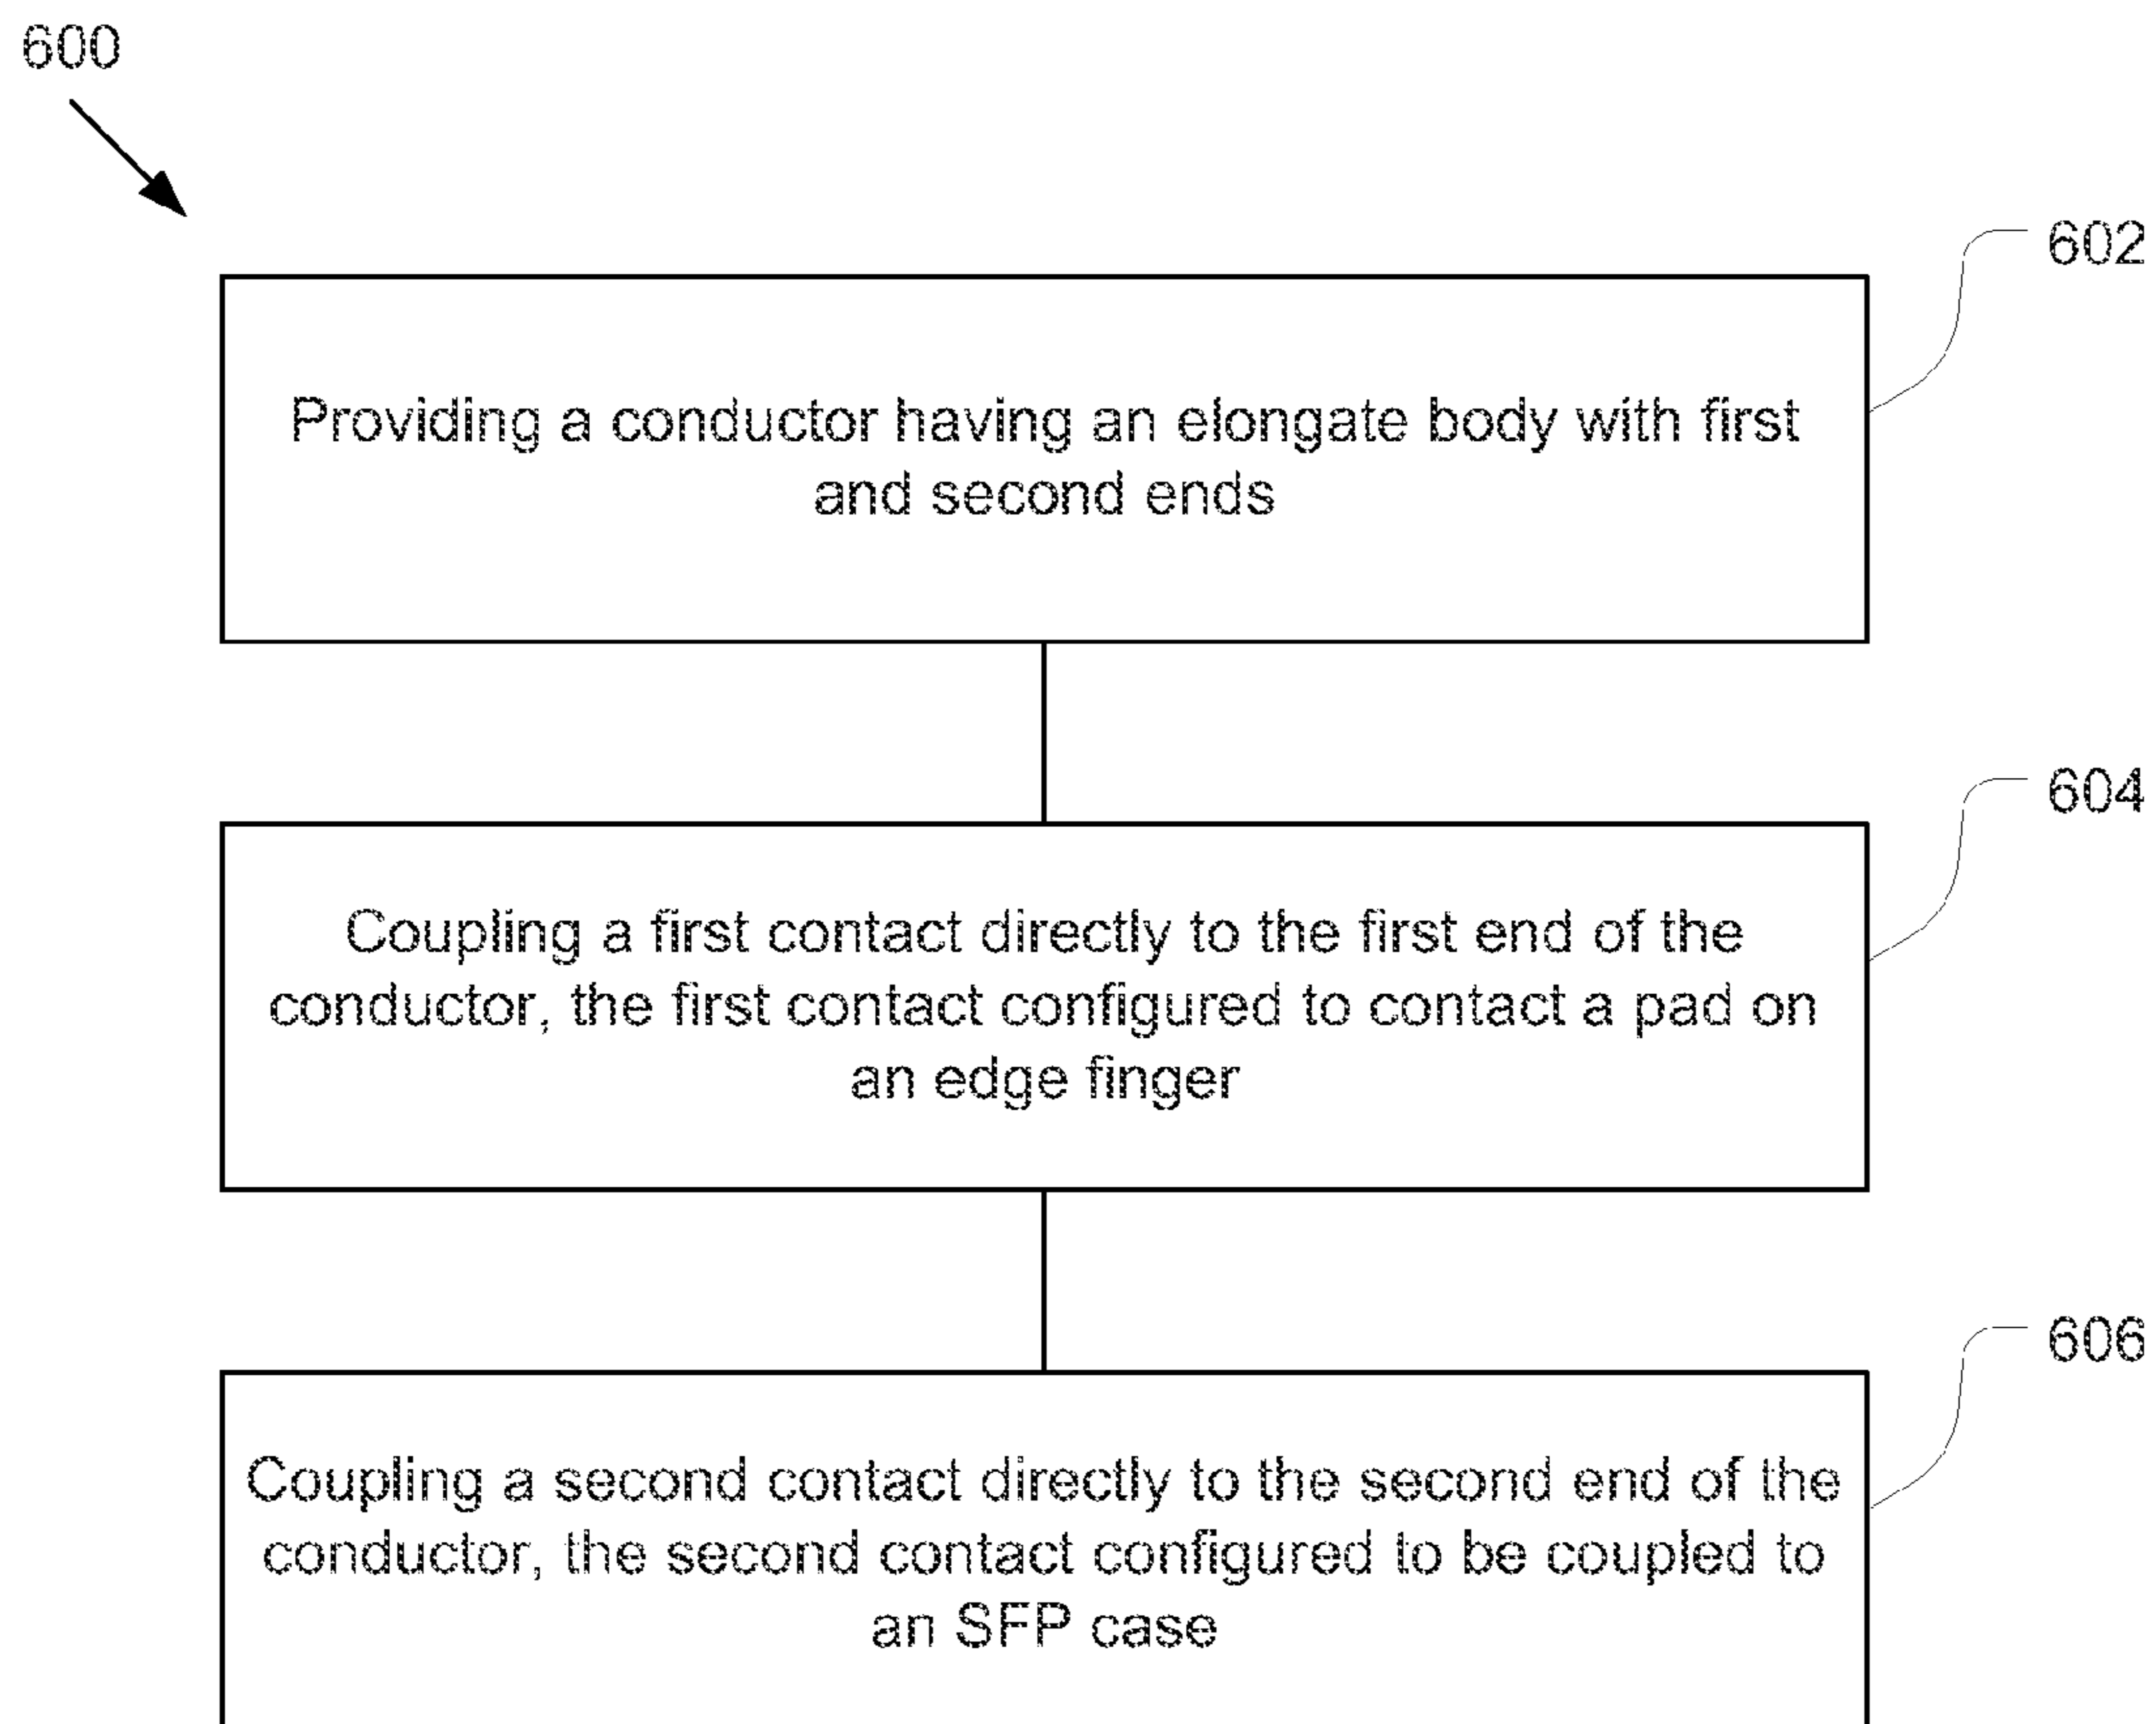 600
602
Providing a conductor having an elongate body with first
and second ends
604
Coupling a first contact directly to the first end of the
conductor, the first contact configured to contact a pad on
an edge finger
606
Coupling a second contact directly to the second end of the
conductor, the second contact configured to be coupled to
an SFP case